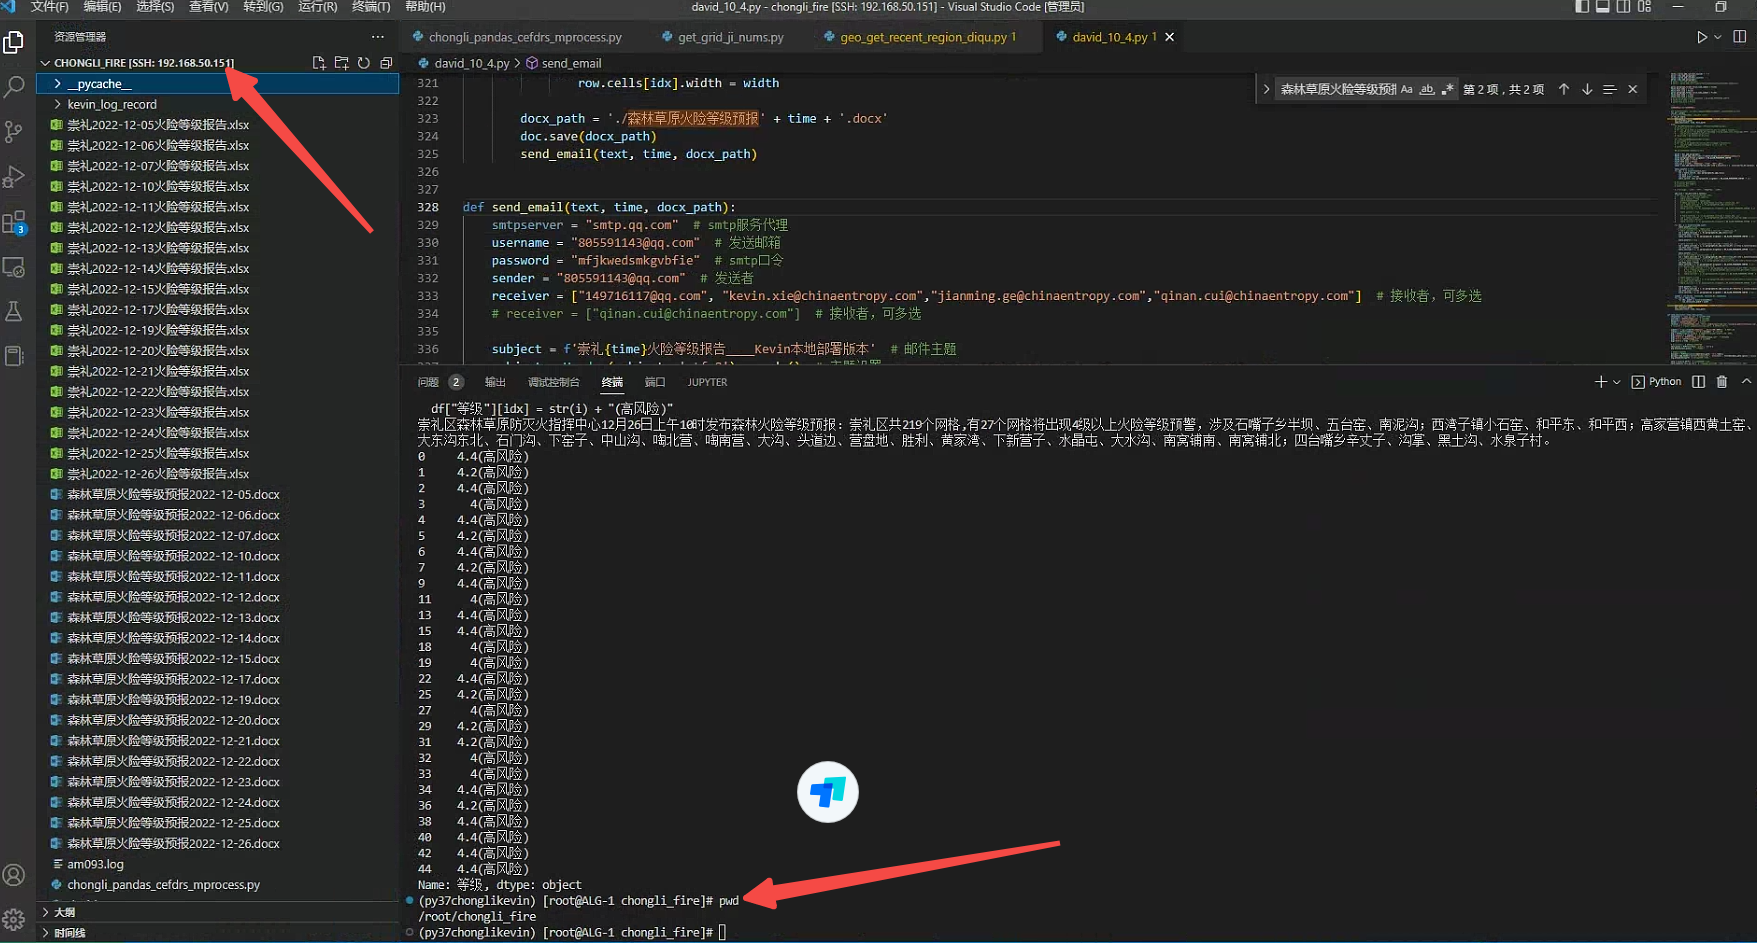 文件(F) 编辑(E) 选择(S) 查看(V) 转到(G) 运行(R) 终端(T) 帮助(H) david_10_4.py - chongli_fire [SSH: 192.168.50.151] - Visual Studio Code [管理员]
资源管理器
CHONGLI_FIRE [SSH: 192.168.50.151]
__pycache__
kevin_log_record
崇礼2022-12-05火险等级报告.xlsx
崇礼2022-12-06火险等级报告.xlsx
崇礼2022-12-07火险等级报告.xlsx
崇礼2022-12-10火险等级报告.xlsx
崇礼2022-12-11火险等级报告.xlsx
崇礼2022-12-12火险等级报告.xlsx
崇礼2022-12-13火险等级报告.xlsx
崇礼2022-12-14火险等级报告.xlsx
崇礼2022-12-15火险等级报告.xlsx
崇礼2022-12-17火险等级报告.xlsx
崇礼2022-12-19火险等级报告.xlsx
崇礼2022-12-20火险等级报告.xlsx
崇礼2022-12-21火险等级报告.xlsx
崇礼2022-12-22火险等级报告.xlsx
崇礼2022-12-23火险等级报告.xlsx
崇礼2022-12-24火险等级报告.xlsx
崇礼2022-12-25火险等级报告.xlsx
崇礼2022-12-26火险等级报告.xlsx
森林草原火险等级预报2022-12-05.docx
森林草原火险等级预报2022-12-06.docx
森林草原火险等级预报2022-12-07.docx
森林草原火险等级预报2022-12-10.docx
森林草原火险等级预报2022-12-11.docx
森林草原火险等级预报2022-12-12.docx
森林草原火险等级预报2022-12-13.docx
森林草原火险等级预报2022-12-14.docx
森林草原火险等级预报2022-12-15.docx
森林草原火险等级预报2022-12-17.docx
森林草原火险等级预报2022-12-19.docx
森林草原火险等级预报2022-12-20.docx
森林草原火险等级预报2022-12-21.docx
森林草原火险等级预报2022-12-22.docx
森林草原火险等级预报2022-12-23.docx
森林草原火险等级预报2022-12-24.docx
森林草原火险等级预报2022-12-25.docx
森林草原火险等级预报2022-12-26.docx
am093.log
chongli_pandas_cefdrs_mprocess.py
大纲
时间线
3
chongli_pandas_cefdrs_mprocess.py get_grid_ji_nums.py geo_get_recent_region_diqu.py 1 david_10_4.py 1
david_10_4.py > send_email
森林草原火险等级预报 Aa ab 第 2 项, 共 2 项
321 row.cells[idx].width = width
322
323 docx_path = './森林草原火险等级预报' + time + '.docx'
324 doc.save(docx_path)
325 send_email(text, time, docx_path)
326
327
328 def send_email(text, time, docx_path):
329 smtpserver = "smtp.qq.com" # smtp服务代理
330 username = "805591143@qq.com" # 发送邮箱
331 password = "mfjkwedsmkgvbfie" # smtp口令
332 sender = "805591143@qq.com" # 发送者
333 receiver = ["149716117@qq.com", "kevin.xie@chinaentropy.com","jianming.ge@chinaentropy.com","qinan.cui@chinaentropy.com"] # 接收者, 可多选
334 # receiver = ["qinan.cui@chinaentropy.com"] # 接收者, 可多选
335
336 subject = f'崇礼{time}火险等级报告____Kevin本地部署版本' # 邮件主题
问题 2 输出 调试控制台 终端 端口 JUPYTER Python
df["等级"][idx] = str(i) + "(高风险)"
崇礼区森林草原防灭火指挥中心12月26日上午10时发布森林火险等级预报: 崇礼区共219个网格,有27个网格将出现4级以上火险等级预警, 涉及石嘴子乡半坝、五台窑、南泥沟; 西湾子镇小石窑、和平东、和平西; 高家营镇西黄土窑、
大东沟东北、石门沟、下窑子、中山沟、啕北营、啕南营、大沟、头道边、营盘地、胜利、黄家湾、下新营子、水晶屯、大水沟、南窝铺南、南窝铺北; 四台嘴乡辛丈子、沟掌、黑土沟、水泉子村。
0 4.4(高风险)
1 4.2(高风险)
2 4.4(高风险)
3 4(高风险)
4 4.4(高风险)
5 4.2(高风险)
6 4.4(高风险)
7 4.2(高风险)
9 4.4(高风险)
11 4(高风险)
13 4.4(高风险)
15 4.4(高风险)
18 4(高风险)
19 4(高风险)
22 4.4(高风险)
25 4.2(高风险)
27 4(高风险)
29 4.2(高风险)
31 4.2(高风险)
32 4(高风险)
33 4(高风险)
34 4.4(高风险)
36 4.2(高风险)
38 4.4(高风险)
40 4.4(高风险)
42 4.4(高风险)
44 4.4(高风险)
Name: 等级, dtype: object
(py37chonglikevin) [root@ALG-1 chongli_fire]# pwd
/root/chongli_fire
(py37chonglikevin) [root@ALG-1 chongli_fire]#